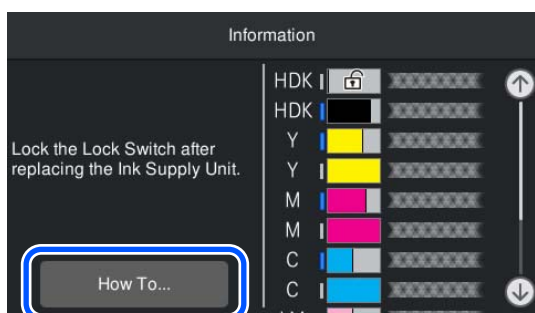 Information
HDK
HDK
Lock the Lock Switch after
replacing the Ink Supply Unit.
Y
Y
M
M
C
C
How To...